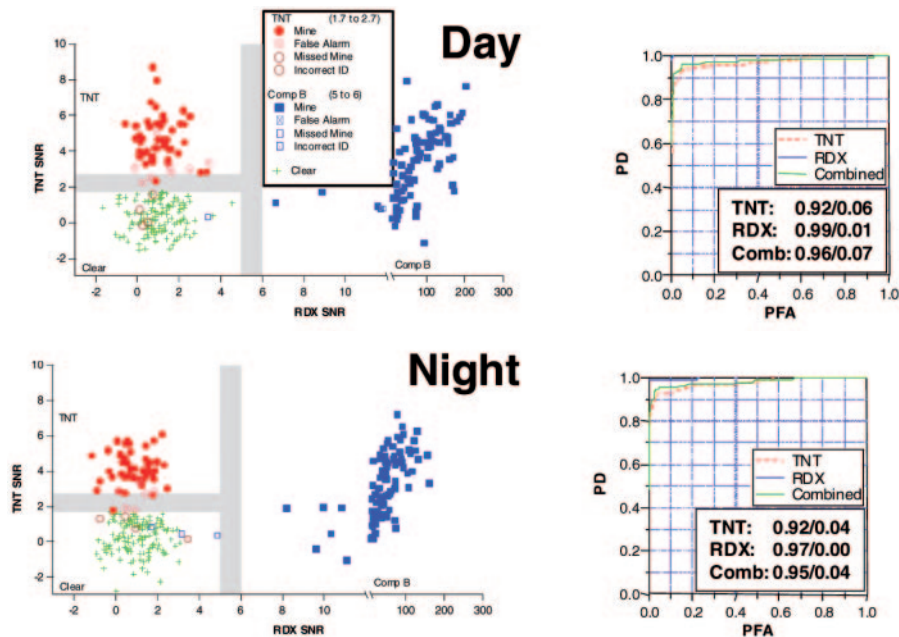 Day
TNT (1.7 to 2.7)
Mine
False Alarm
Missed Mine
Incorrect ID
Comp B (5 to 6)
Mine
False Alarm
Missed Mine
Incorrect ID
Clear
10
8
6
4
2
0
-2
TNT SNR
TNT
Clear
Comp B
-2 0 2 4 6 8 10 100 200 300
RDX SNR
1.0
0.8
0.6
0.4
0.2
0.0
PD
TNT
RDX
Combined
TNT: 0.92/0.06
RDX: 0.99/0.01
Comb: 0.96/0.07
0.0 0.2 0.4 0.6 0.8 1.0
PFA
Night
10
8
6
4
2
0
-2
TNT SNR
TNT
Clear
Comp B
-2 0 2 4 6 8 10 100 200 300
RDX SNR
1.0
0.8
0.6
0.4
0.2
0.0
PD
TNT
RDX
Combined
TNT: 0.92/0.04
RDX: 0.97/0.00
Comb: 0.95/0.04
0.0 0.2 0.4 0.6 0.8 1.0
PFA